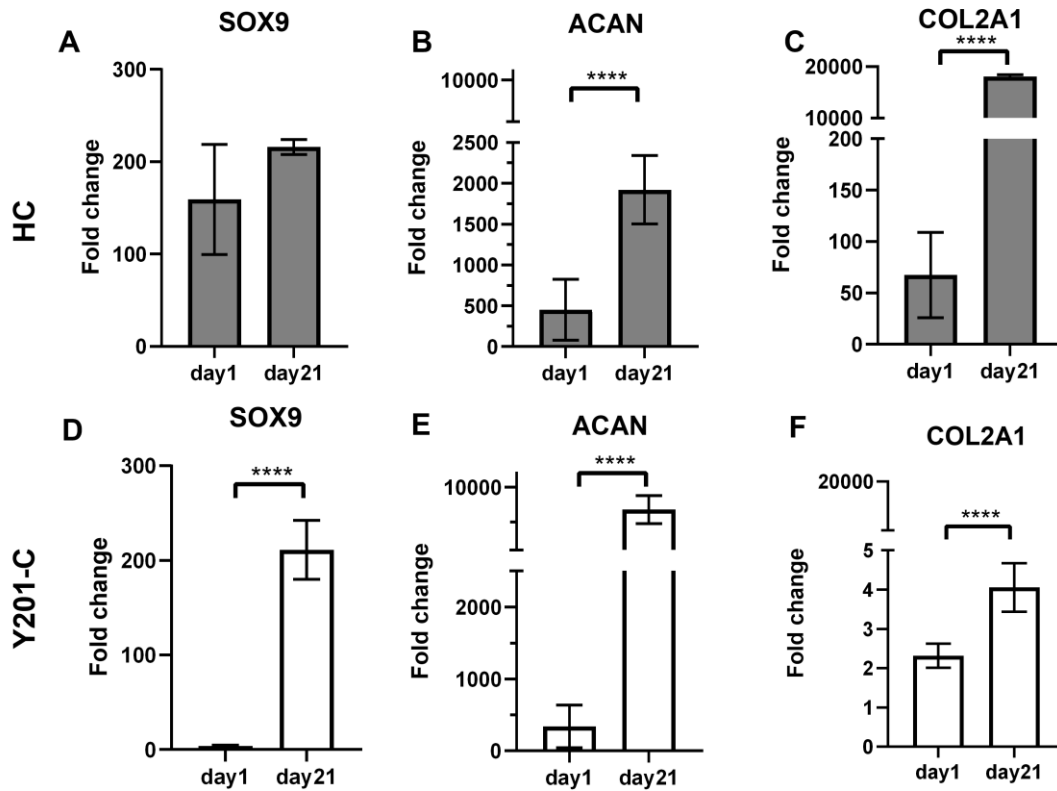 HC
A
SOX9
Fold change
300
200
100
0
day1
day21
B
ACAN
Fold change
10000
2500
2000
1500
1000
500
0
****
day1
day21
C
COL2A1
Fold change
20000
10000
200
150
100
50
0
****
day1
day21
Y201-C
D
SOX9
Fold change
300
200
100
0
****
day1
day21
E
ACAN
Fold change
10000
2000
1000
0
****
day1
day21
F
COL2A1
Fold change
20000
5
4
3
2
1
0
****
day1
day21